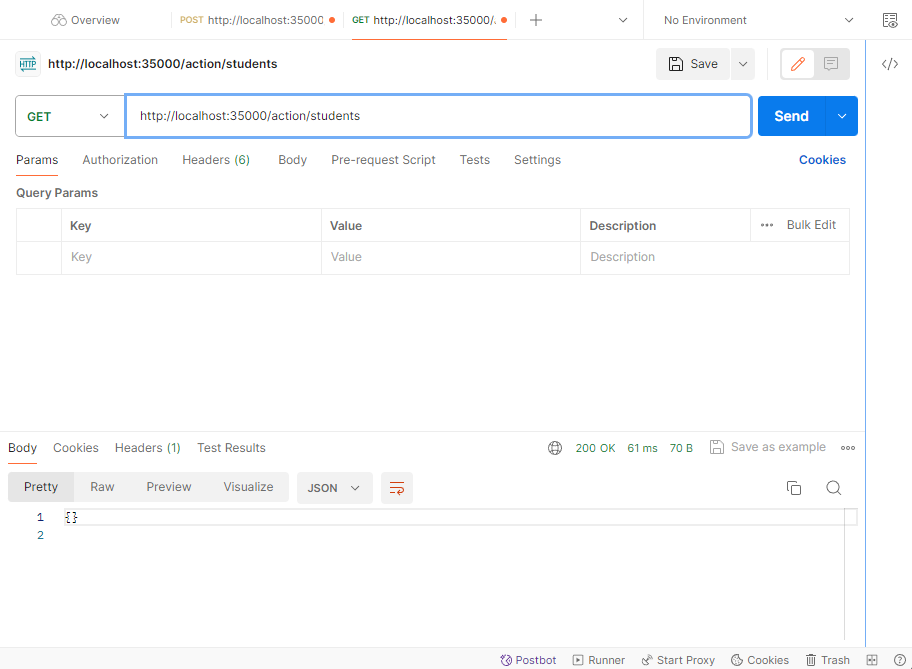 Overview POST http://localhost:35000 GET http://localhost:35000/. No Environment
HTTP http://localhost:35000/action/students Save
GET http://localhost:35000/action/students Send
Params Authorization Headers (6) Body Pre-request Script Tests Settings Cookies
Query Params
Key Value Description Bulk Edit
Key Value Description
Body Cookies Headers (1) Test Results 200 OK 61 ms 70 B Save as example
Pretty Raw Preview Visualize JSON
1 {}
2
Postbot Runner Start Proxy Cookies Trash